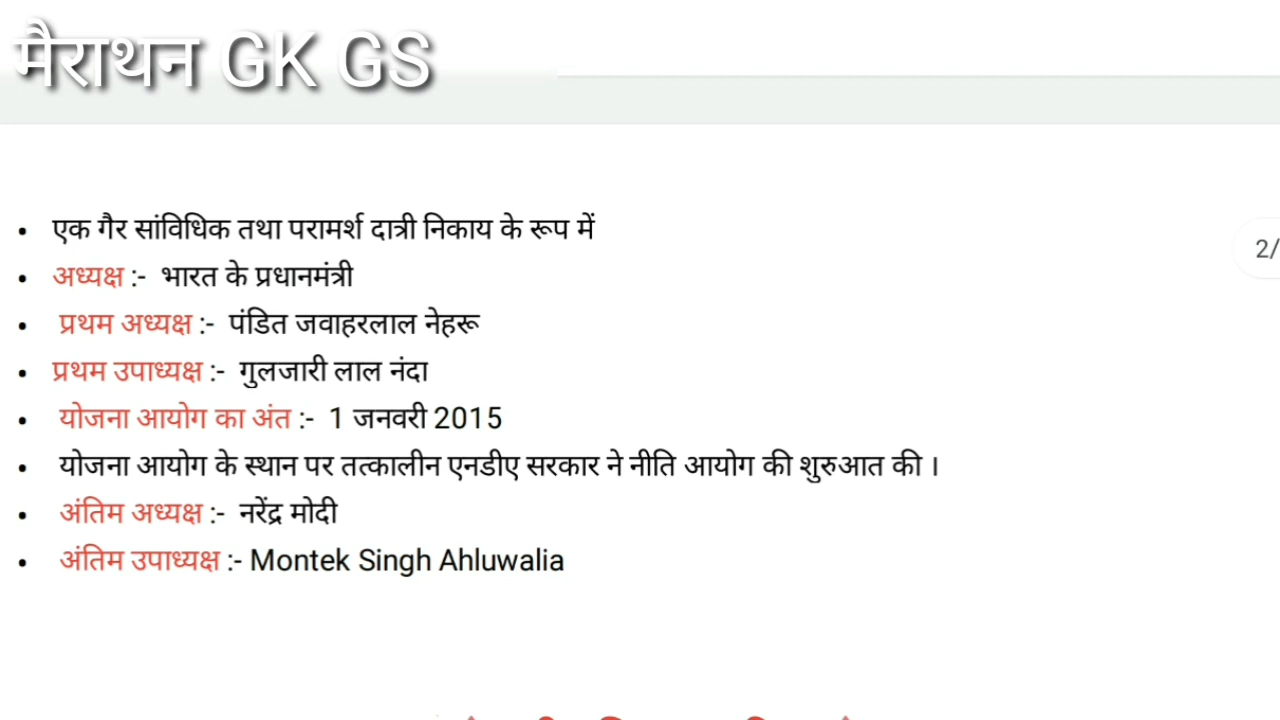 मैराथन GK GS
2/
• एक गैर सांविधिक तथा परामर्श दात्री निकाय के रूप में
• अध्यक्ष :- भारत के प्रधानमंत्री
• प्रथम अध्यक्ष :- पंडित जवाहरलाल नेहरू
• प्रथम उपाध्यक्ष :- गुलजारी लाल नंदा
• योजना आयोग का अंत :- 1 जनवरी 2015
• योजना आयोग के स्थान पर तत्कालीन एनडीए सरकार ने नीति आयोग की शुरुआत की ।
• अंतिम अध्यक्ष :- नरेंद्र मोदी
• अंतिम उपाध्यक्ष :- Montek Singh Ahluwalia